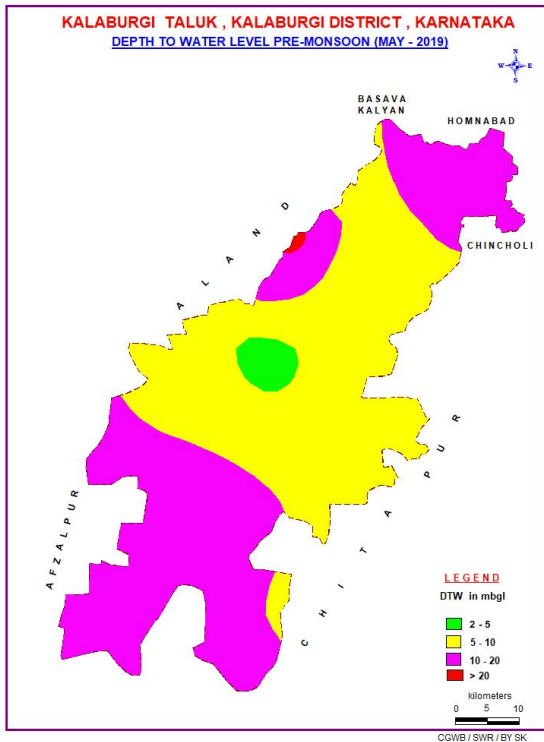 KALABURGI TALUK , KALABURGI DISTRICT , KARNATAKA
DEPTH TO WATER LEVEL PRE-MONSOON (MAY - 2019)
N
W E
S
BASAVA
KALYAN
HOMNABAD
CHINCHOLI
ALAND
AFZALPUR
CHITAPUR
LEGEND
DTW in mbgl
2 - 5
5 - 10
10 - 20
> 20
kilometers
0 5 10
CGWB / SWR / BY SK